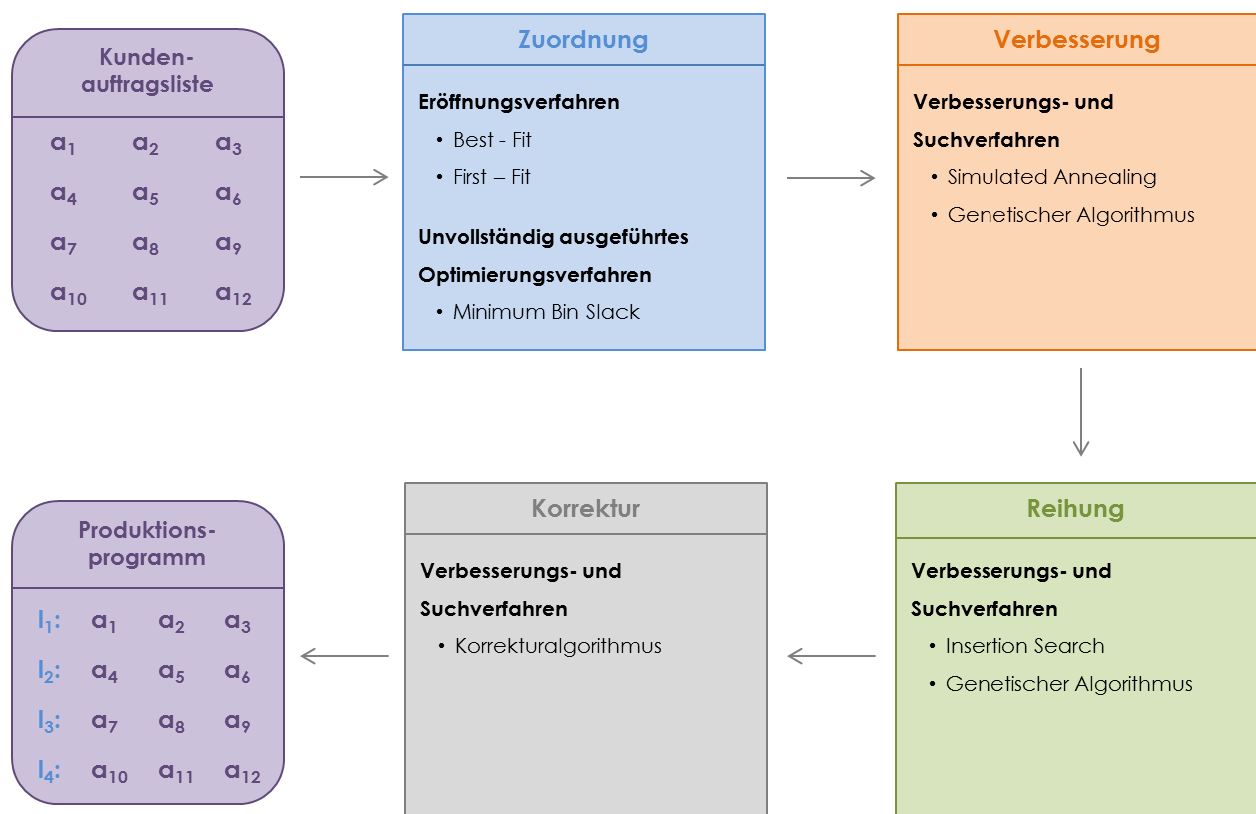 Kunden-
auftragsliste
a1 a2 a3
a4 a5 a6
a7 a8 a9
a10 a11 a12
Zuordnung
Eröffnungsverfahren
• Best - Fit
• First – Fit
Unvollständig ausgeführtes
Optimierungsverfahren
• Minimum Bin Slack
Verbesserung
Verbesserungs- und
Suchverfahren
• Simulated Annealing
• Genetischer Algorithmus
Reihung
Verbesserungs- und
Suchverfahren
• Insertion Search
• Genetischer Algorithmus
Korrektur
Verbesserungs- und
Suchverfahren
• Korrekturalgorithmus
Produktions-
programm
l1: a1 a2 a3
l2: a4 a5 a6
l3: a7 a8 a9
l4: a10 a11 a12